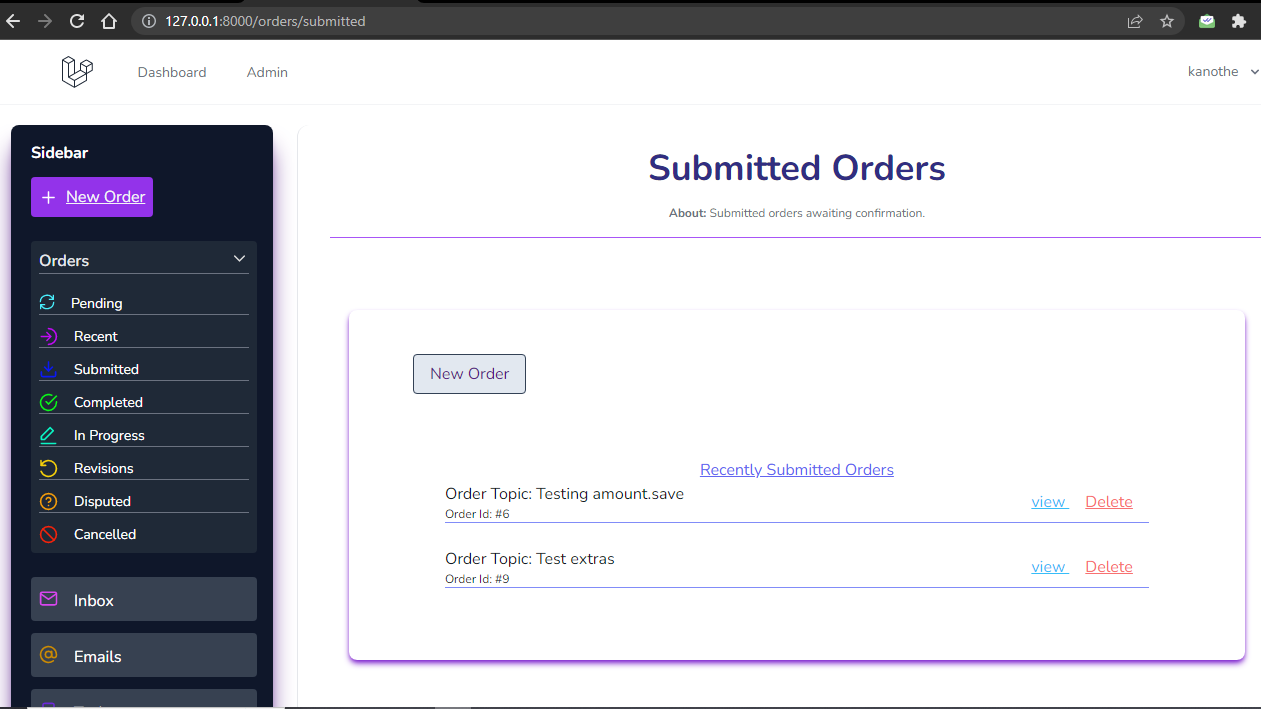 127.0.0.1:8000/orders/submitted
Dashboard Admin kanothe
Sidebar
+ New Order
Orders
Pending
Recent
Submitted
Completed
In Progress
Revisions
Disputed
Cancelled
Inbox
@ Emails
Submitted Orders
About: Submitted orders awaiting confirmation.
New Order
Recently Submitted Orders
Order Topic: Testing amount.save
Order Id: #6
view Delete
Order Topic: Test extras
Order Id: #9
view Delete